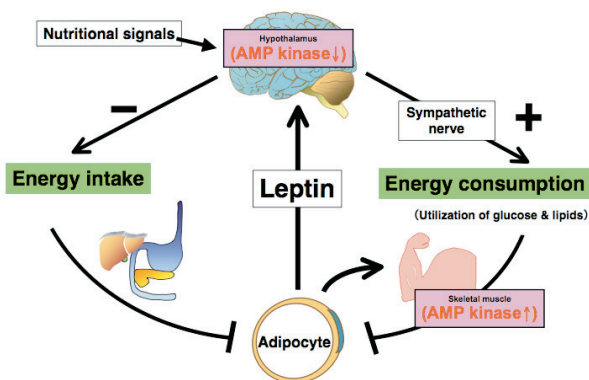 Nutritional signals
Hypothalamus
(AMP kinase↓)
−
Sympathetic
nerve
+
Energy intake
Leptin
Energy consumption
(Utilization of glucose & lipids)
Skeletal muscle
(AMP kinase↑)
Adipocyte